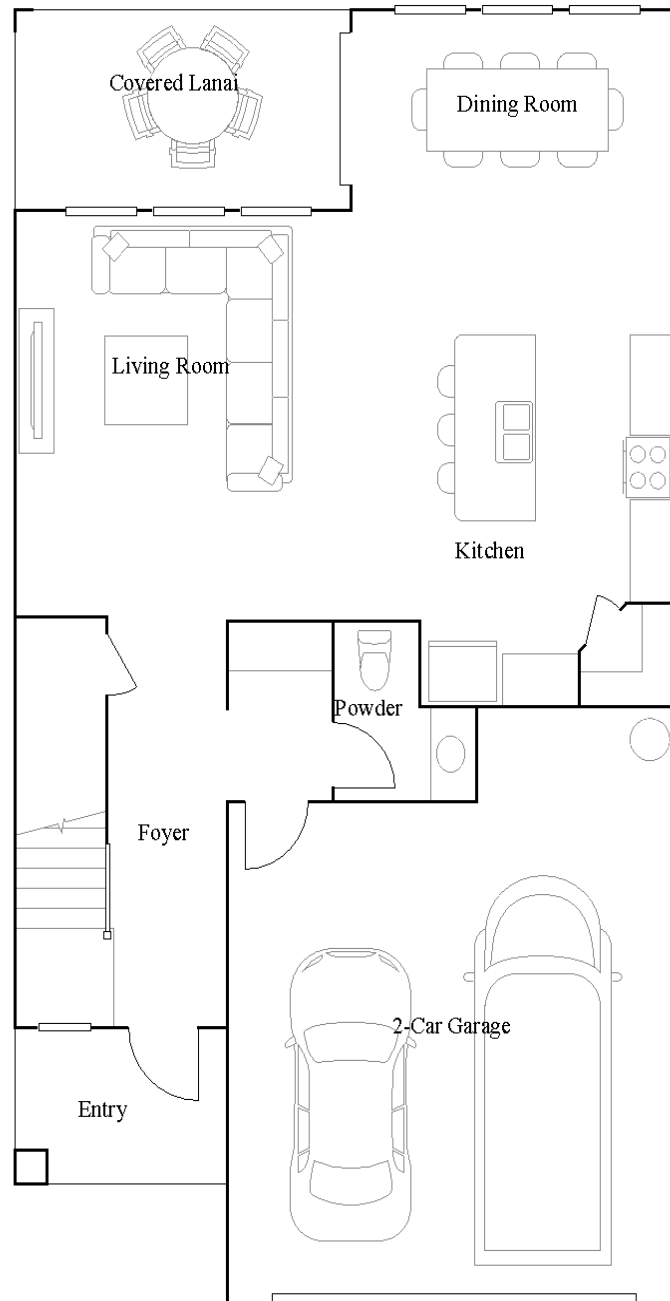 Covered Lanai
Dining Room
Living Room
Kitchen
Powder
Foyer
2-Car Garage
Entry